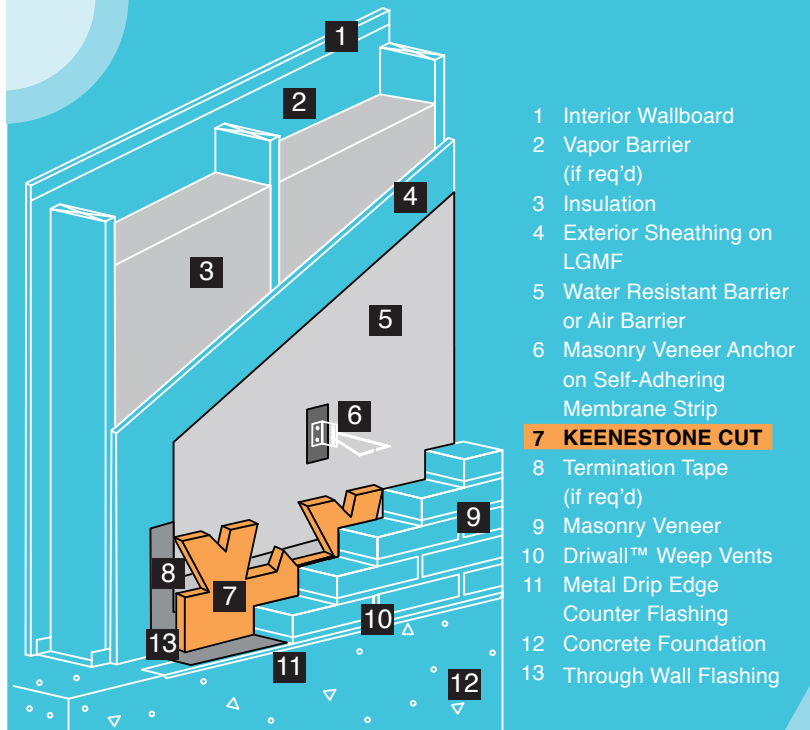 1
2
3
4
5
6
7
8
9
10
11
12
13
1 Interior Wallboard
2 Vapor Barrier
(if req'd)
3 Insulation
4 Exterior Sheathing on
LGMF
5 Water Resistant Barrier
or Air Barrier
6 Masonry Veneer Anchor
on Self-Adhering
Membrane Strip
7 KEENESTONE CUT
8 Termination Tape
(if req'd)
9 Masonry Veneer
10 Driwall™ Weep Vents
11 Metal Drip Edge
Counter Flashing
12 Concrete Foundation
13 Through Wall Flashing